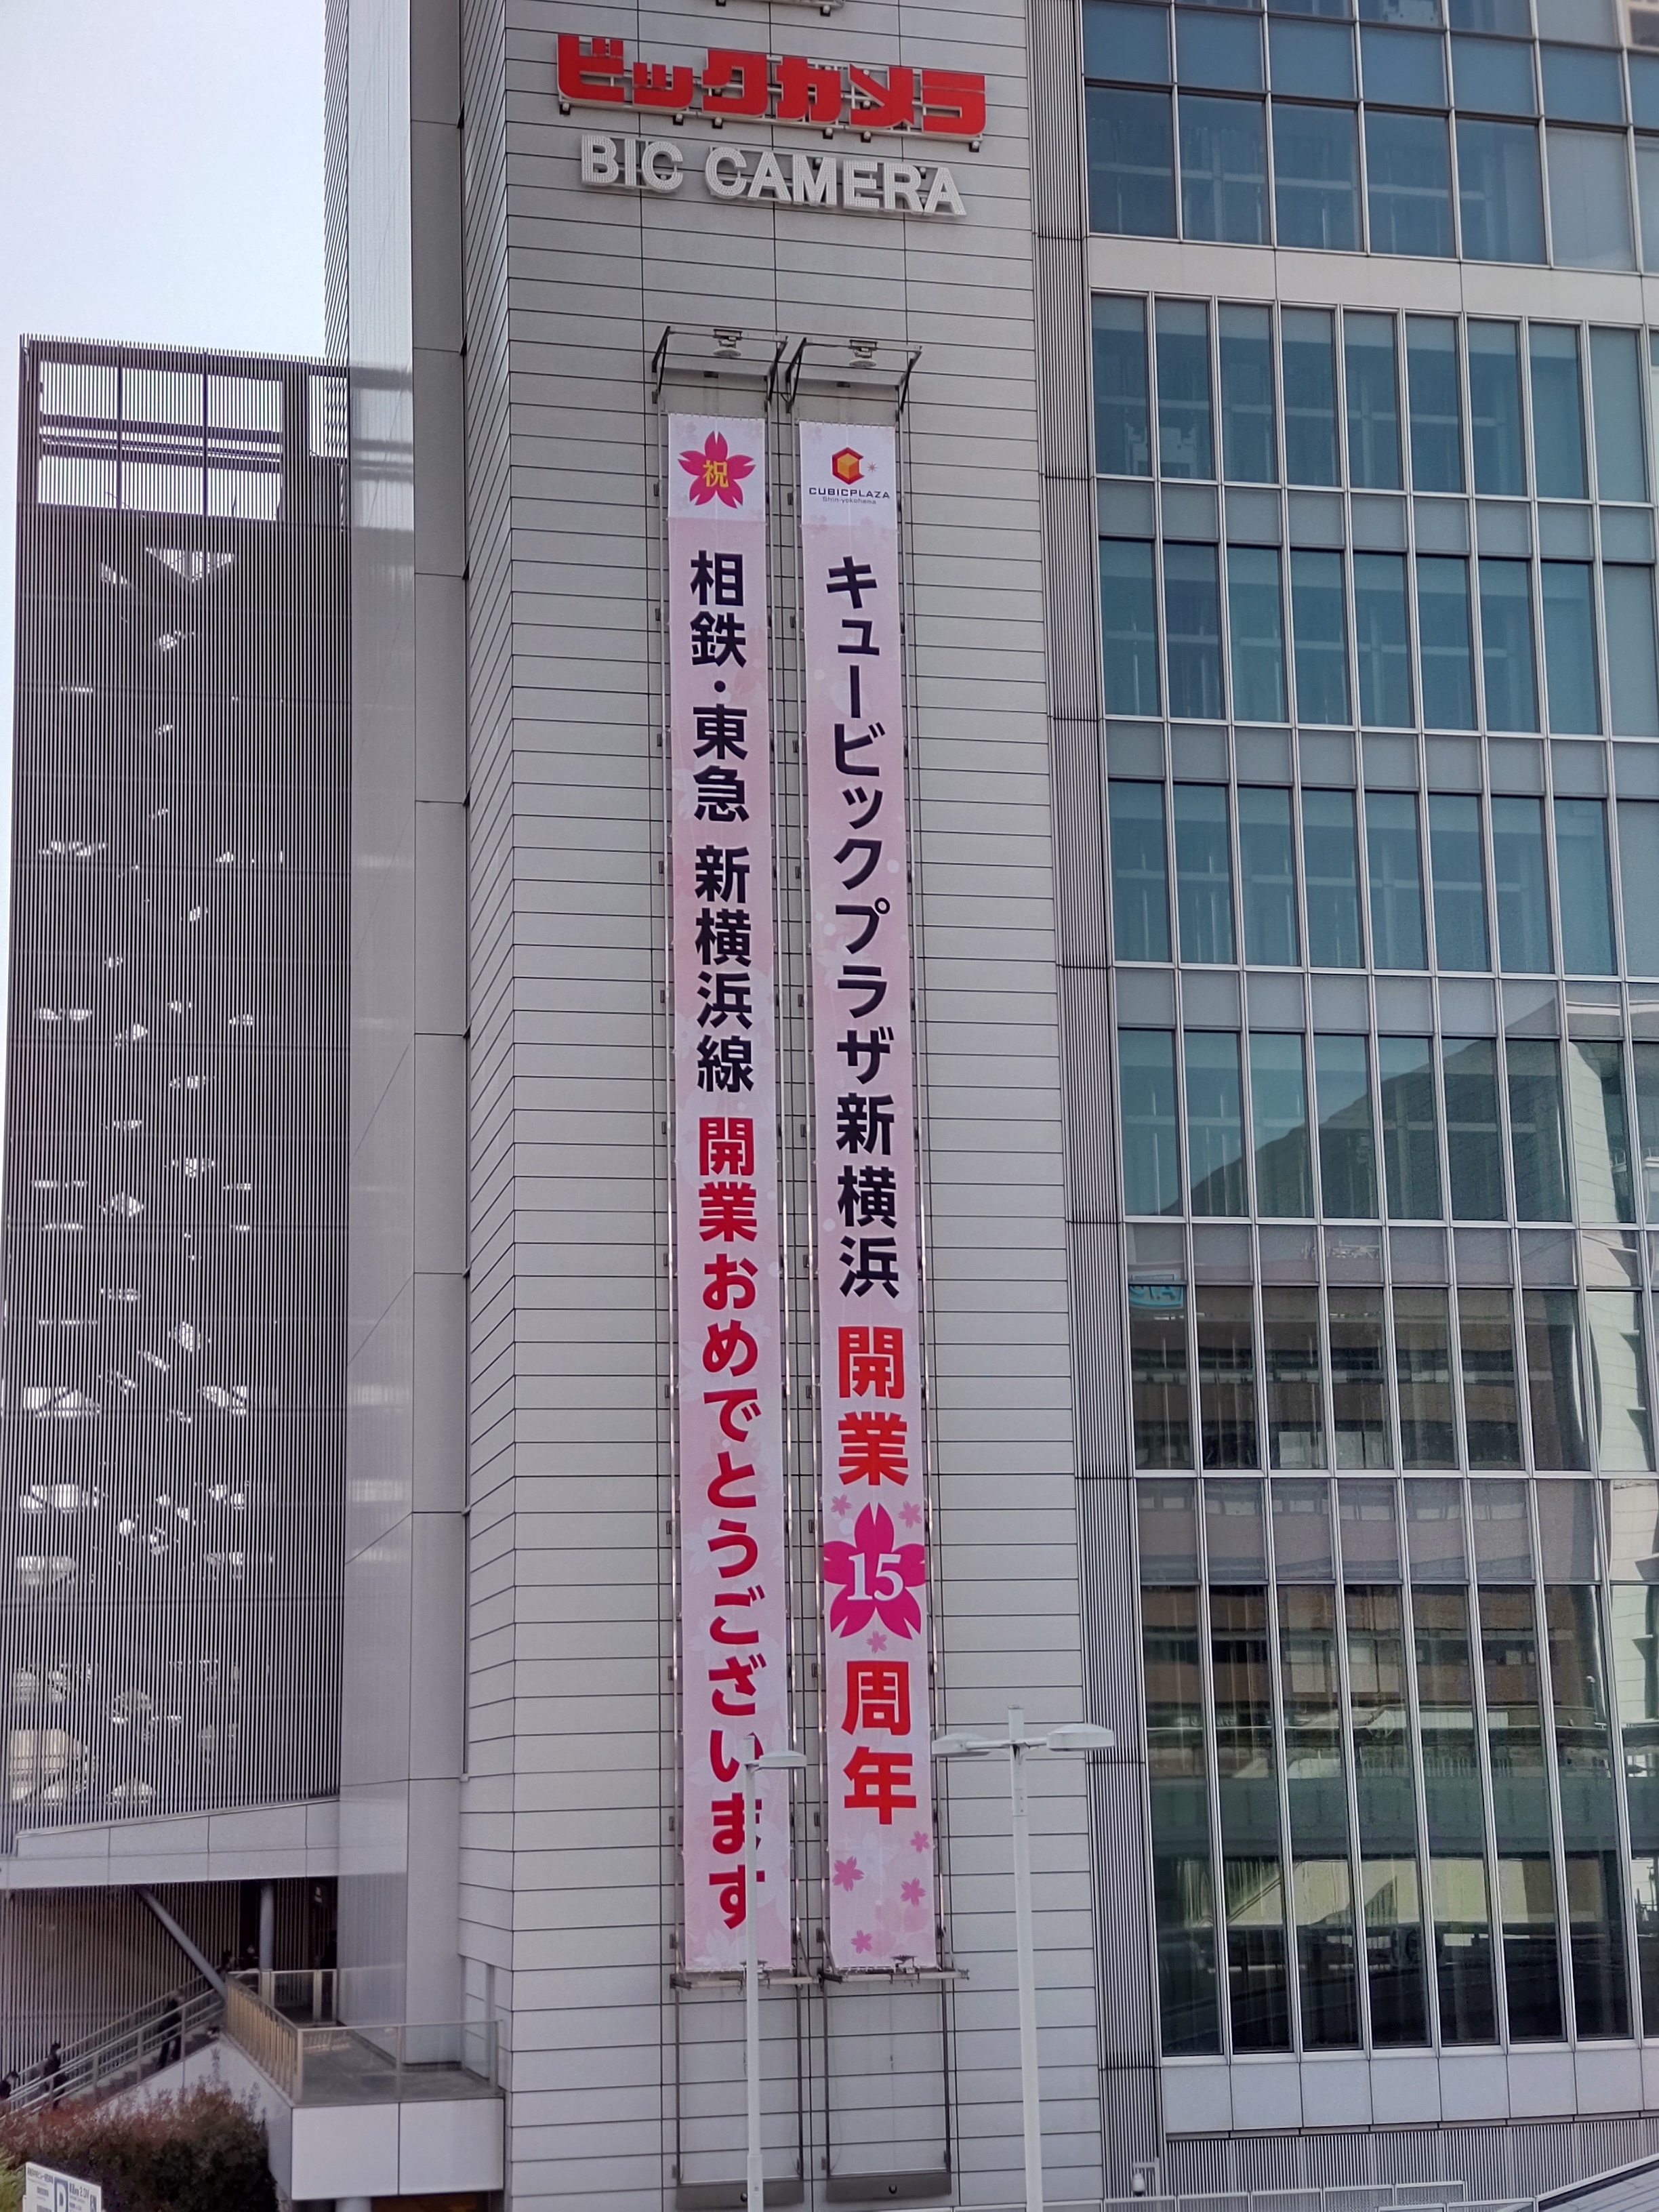 ビックカメラ
BIC CAMERA
CUBICPLAZA
Shin-yokohama
キュービックプラザ新横浜 開業15周年
祝
相鉄・東急 新横浜線 開業おめでとうございます
P